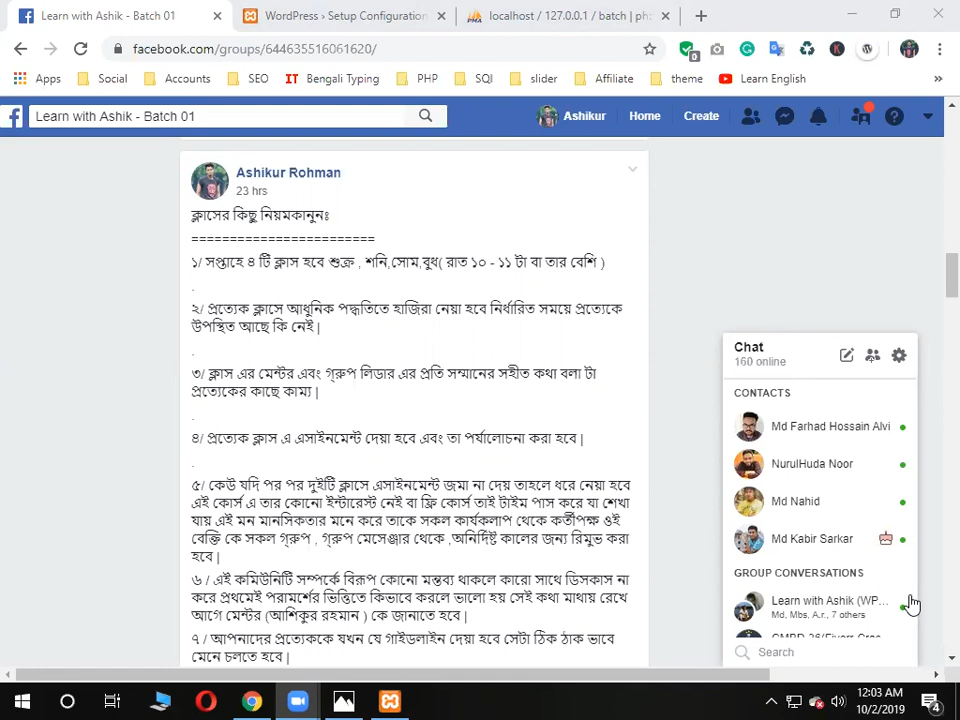 Learn with Ashik - Batch 01
WordPress › Setup Configuration
localhost / 127.0.0.1 / batch | ph
facebook.com/groups/644635516061620/
Apps Social Accounts SEO Bengali Typing PHP SQl slider Affiliate theme Learn English »
Learn with Ashik - Batch 01
Ashikur Home Create
Ashikur Rohman
23 hrs
ক্লাসের কিছু নিয়মকানুনঃ
========================
১/ সপ্তাহে ৪ টি ক্লাস হবে শুক্র , শনি,সোম,বুধ( রাত ১০ - ১১ টা বা তার বেশি )
.
২/ প্রত্যেক ক্লাসে আধুনিক পদ্ধতিতে হাজিরা নেয়া হবে নির্ধারিত সময়ে প্রত্যেকে
উপস্থিত আছে কি নেই |
.
৩/ ক্লাস এর মেন্টর এবং গ্রুপ লিডার এর প্রতি সম্মানের সহীত কথা বলা টা
প্রত্যেকের কাছে কাম্য |
.
৪/ প্রত্যেক ক্লাস এ এসাইনমেন্ট দেয়া হবে এবং তা পর্যালোচনা করা হবে |
.
৫/ কেউ যদি পর পর দুইটি ক্লাসে এসাইনমেন্ট জমা না দেয় তাহলে ধরে নেয়া হবে
এই কোর্স এ তার কোনো ইন্টারেস্ট নেই বা ফ্রি কোর্স তাই টাইম পাস করে যা শেখা
যায় এই মন মানসিকতার মনে করে তাকে সকল কার্যকলাপ থেকে কর্তীপক্ষ ওই
বেক্তি কে সকল গ্রুপ , গ্রুপ মেসেঞ্জার থেকে ,অনির্দিষ্ট কালের জন্য রিমুভ করা
হবে |
৬ / এই কমিউনিটি সম্পর্কে বিরূপ কোনো মন্তব্য থাকলে কারো সাথে ডিসকাস না
করে প্রথমেই পরামর্শের ভিত্তিতে কিভাবে করলে ভালো হয় সেই কথা মাথায় রেখে
আগে মেন্টর (আশিকুর রহমান ) কে জানাতে হবে |
৭ / আপনাদের প্রত্যেককে যখন যে গাইডলাইন দেয়া হবে সেটা ঠিক ঠাক ভাবে
মেনে চলতে হবে |
Chat
160 online
CONTACTS
Md Farhad Hossain Alvi
NurulHuda Noor
Md Nahid
Md Kabir Sarkar
GROUP CONVERSATIONS
Learn with Ashik (WP...
Md, Mbs, A.r., 7 others
Search
12:03 AM
10/2/2019
4